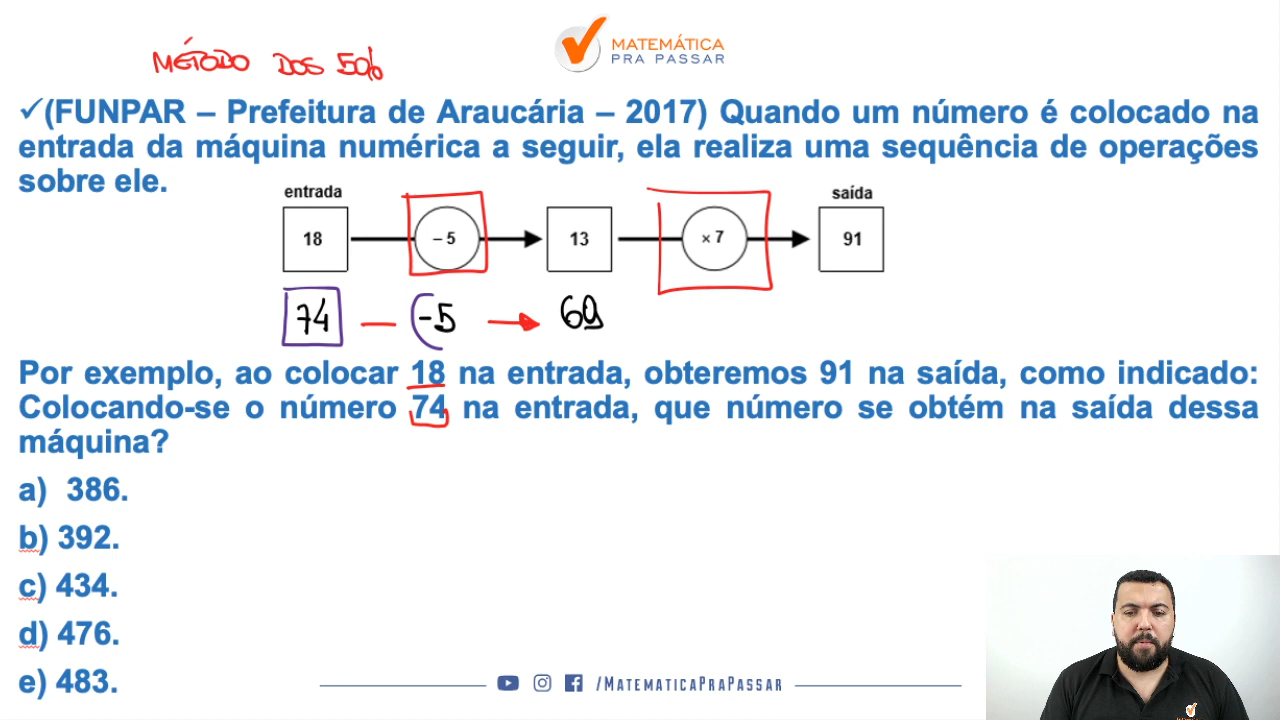 MÉTODO DOS 50%
MATEMÁTICA
PRA PASSAR
✓(FUNPAR – Prefeitura de Araucária – 2017) Quando um número é colocado na
entrada da máquina numérica a seguir, ela realiza uma sequência de operações
sobre ele.
entrada saída
18 – 5 13 × 7 91
74 — -5 69
Por exemplo, ao colocar 18 na entrada, obteremos 91 na saída, como indicado:
Colocando-se o número 74 na entrada, que número se obtém na saída dessa
máquina?
a) 386.
b) 392.
c) 434.
d) 476.
e) 483.
/MatematicaPraPassar